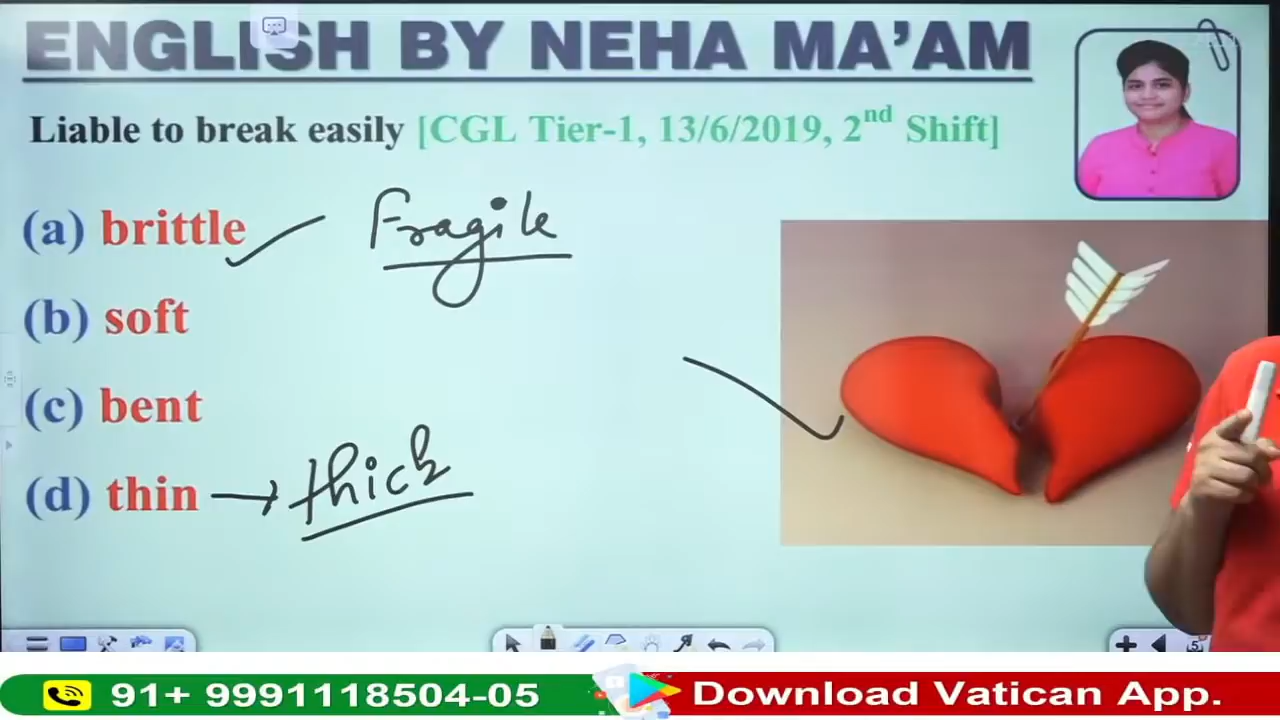 ENGLISH BY NEHA MA’AM
Liable to break easily [CGL Tier-1, 13/6/2019, 2nd Shift]
(a) brittle Fragile
(b) soft
(c) bent
(d) thin → thick
91+ 9991118504-05 Download Vatican App.